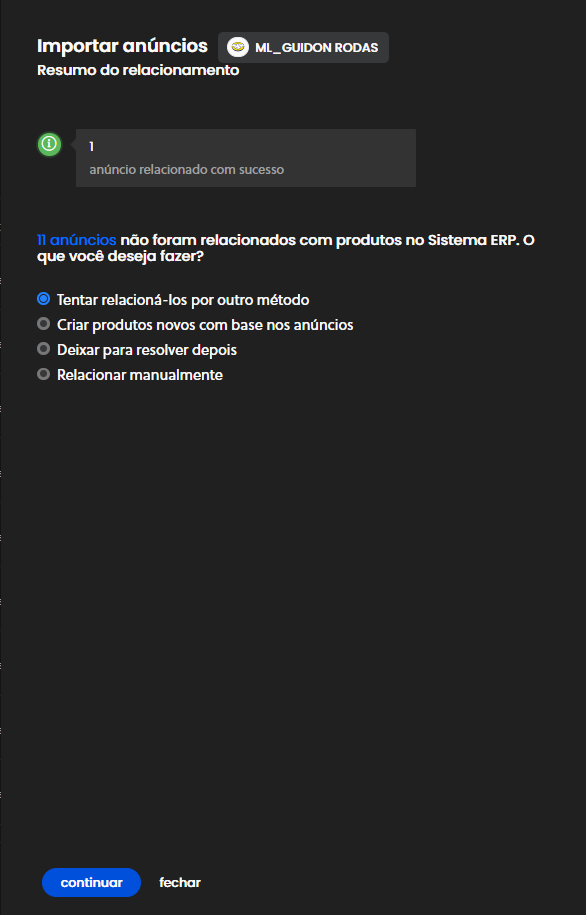 Importar anúncios ML_GUIDON RODAS
Resumo do relacionamento
1
anúncio relacionado com sucesso
11 anúncios não foram relacionados com produtos no Sistema ERP. O
que você deseja fazer?
Tentar relacioná-los por outro método
Criar produtos novos com base nos anúncios
Deixar para resolver depois
Relacionar manualmente
continuar fechar